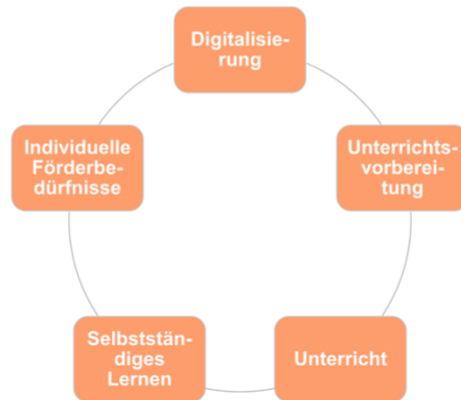 Digitalisie-
rung
Individuelle
Förderbe-
dürfnisse
Unterrichts-
vorberei-
tung
Selbststän-
diges
Lernen
Unterricht